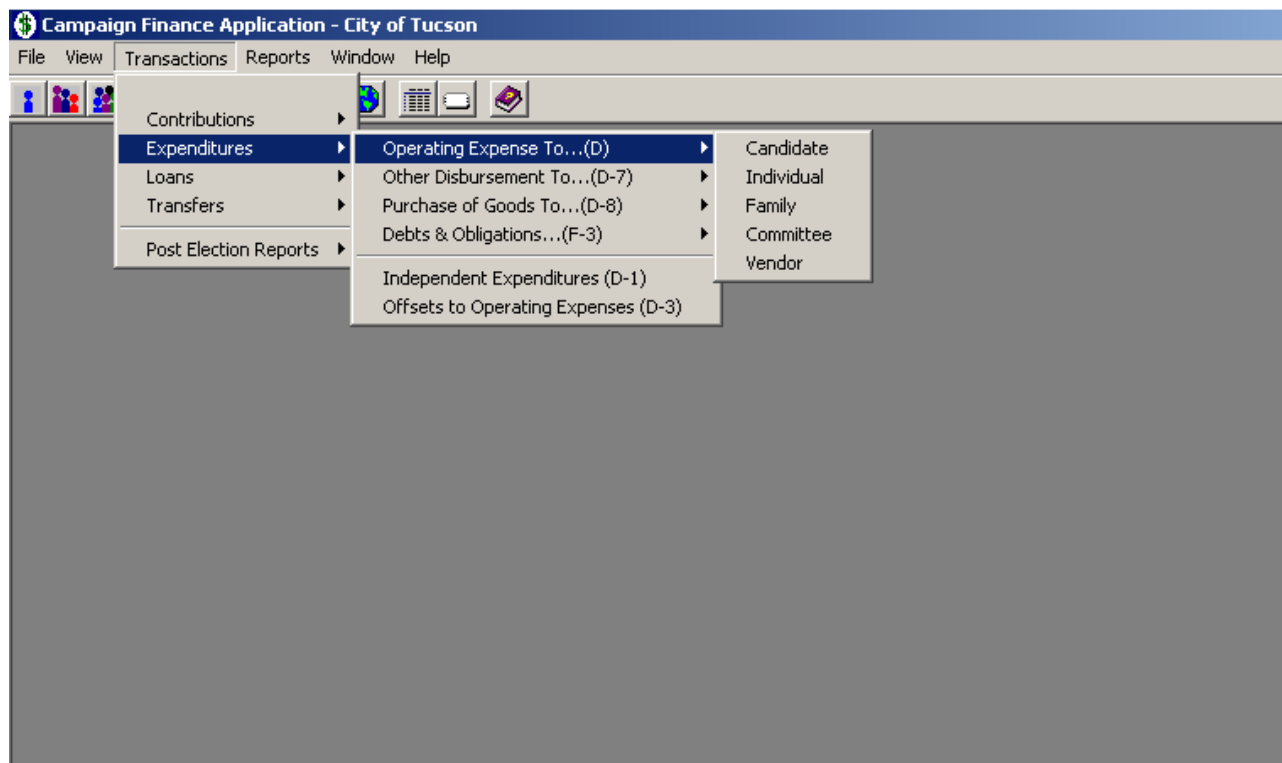 Campaign Finance Application - City of Tucson
File View Transactions Reports Window Help
Contributions
Expenditures
Loans
Transfers
Post Election Reports
Operating Expense To...(D)
Other Disbursement To...(D-7)
Purchase of Goods To...(D-8)
Debts & Obligations...(F-3)
Independent Expenditures (D-1)
Offsets to Operating Expenses (D-3)
Candidate
Individual
Family
Committee
Vendor